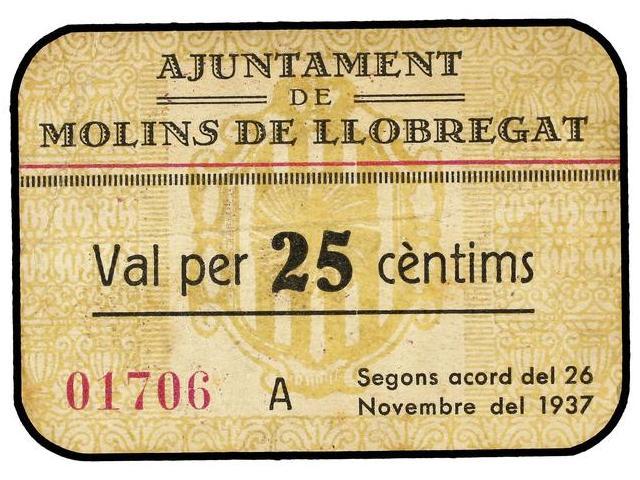 AJUNTAMENT
DE
MOLINS DE LLOBREGAT
Val per 25 cèntims
01706 A
Segons acord del 26
Novembre del 1937